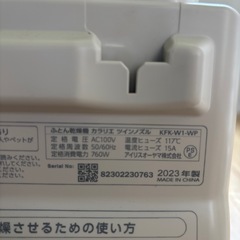 ふとん乾燥機 カラリエ ツインノズル KFK-W1-WP
定格電圧 AC100V 温度ヒューズ 117℃
定格周波数 50/60Hz 電流ヒューズ 15A
定格消費電力 760W アイリスオーヤマ株式会社
PSE
Serial No.
82302230763
2023年製
燥させるための使い方